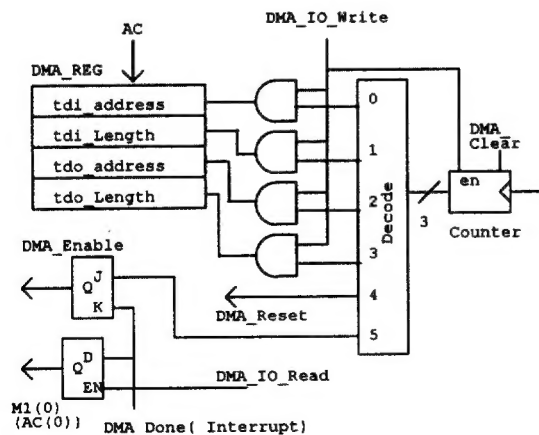 AC
DMA_IO_Write
DMA_REG
tdi_address
tdi_Length
tdo_address
tdo_Length
0
1
2
3
4
5
Decode
DMA_
Clear
en
3
Counter
DMA_Enable
Q J
K
DMA_Reset
Q D
EN
DMA_IO_Read
M1(0)
(AC(0))
DMA Done( Interrupt)